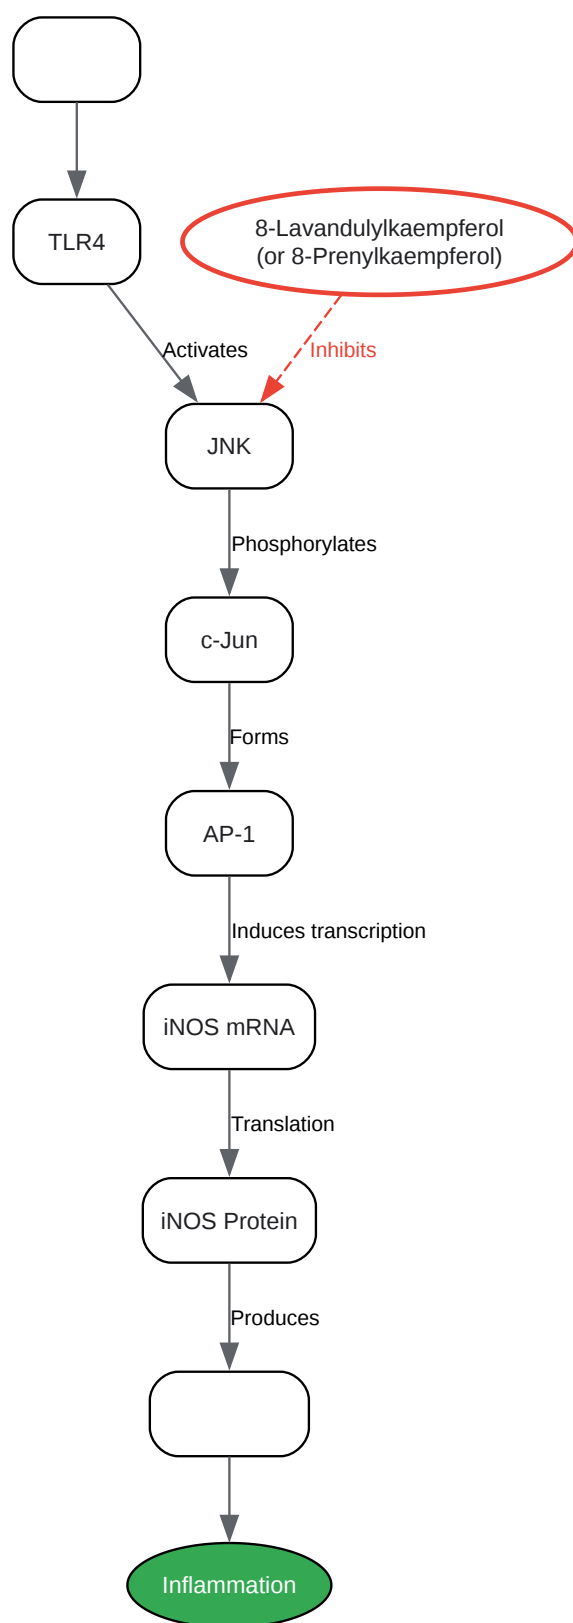 TLR4
8-Lavandulylkaempferol
(or 8-Prenylkaempferol)
Activates
Inhibits
JNK
Phosphorylates
c-Jun
Forms
AP-1
Induces transcription
iNOS mRNA
Translation
iNOS Protein
Produces
Inflammation